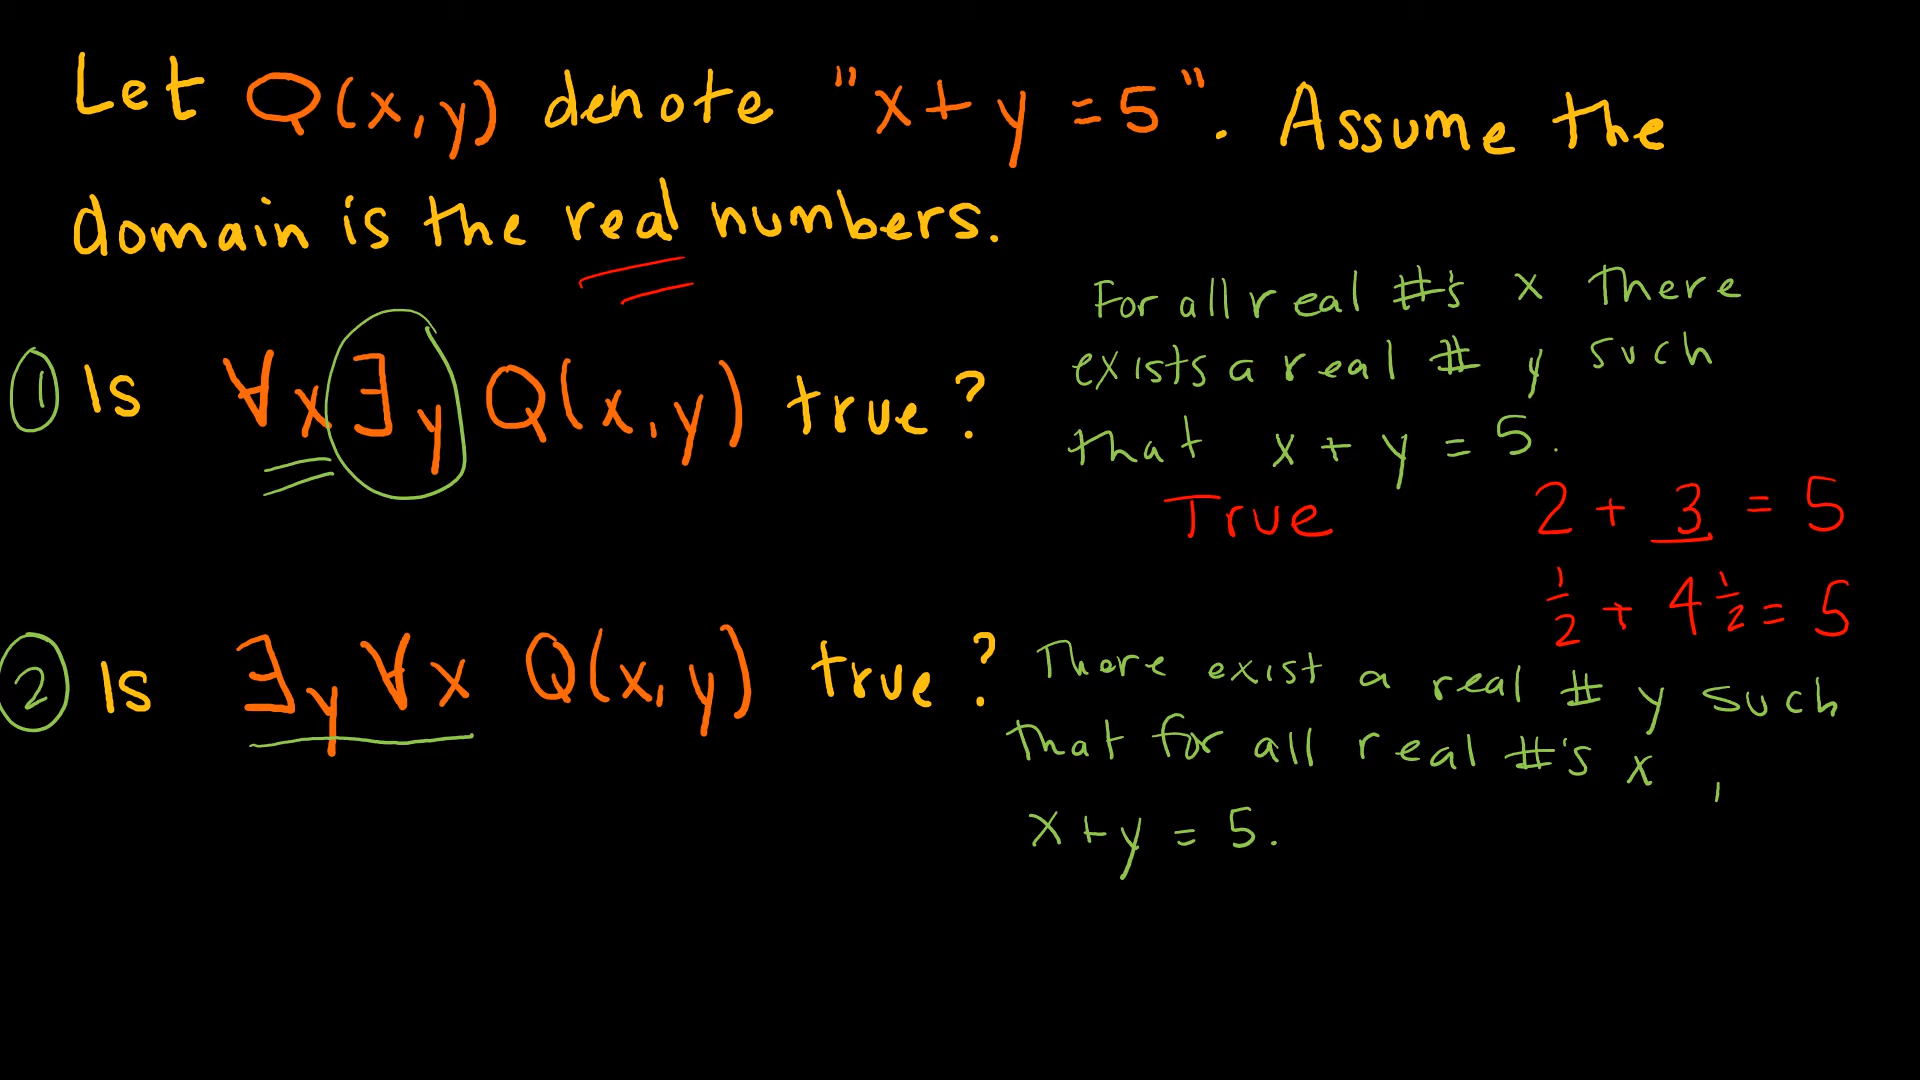 Let Q(x,y) denote "x+y=5". Assume the
domain is the real numbers.
For all real #'s x there
exists a real # y such
that x + y = 5.
① Is ∀x∃y Q(x,y) true?
True
2 + 3 = 5
1/2 + 4 1/2 = 5
② Is ∃y ∀x Q(x,y) true?
There exist a real # y such
that for all real #'s x,
x+y = 5.